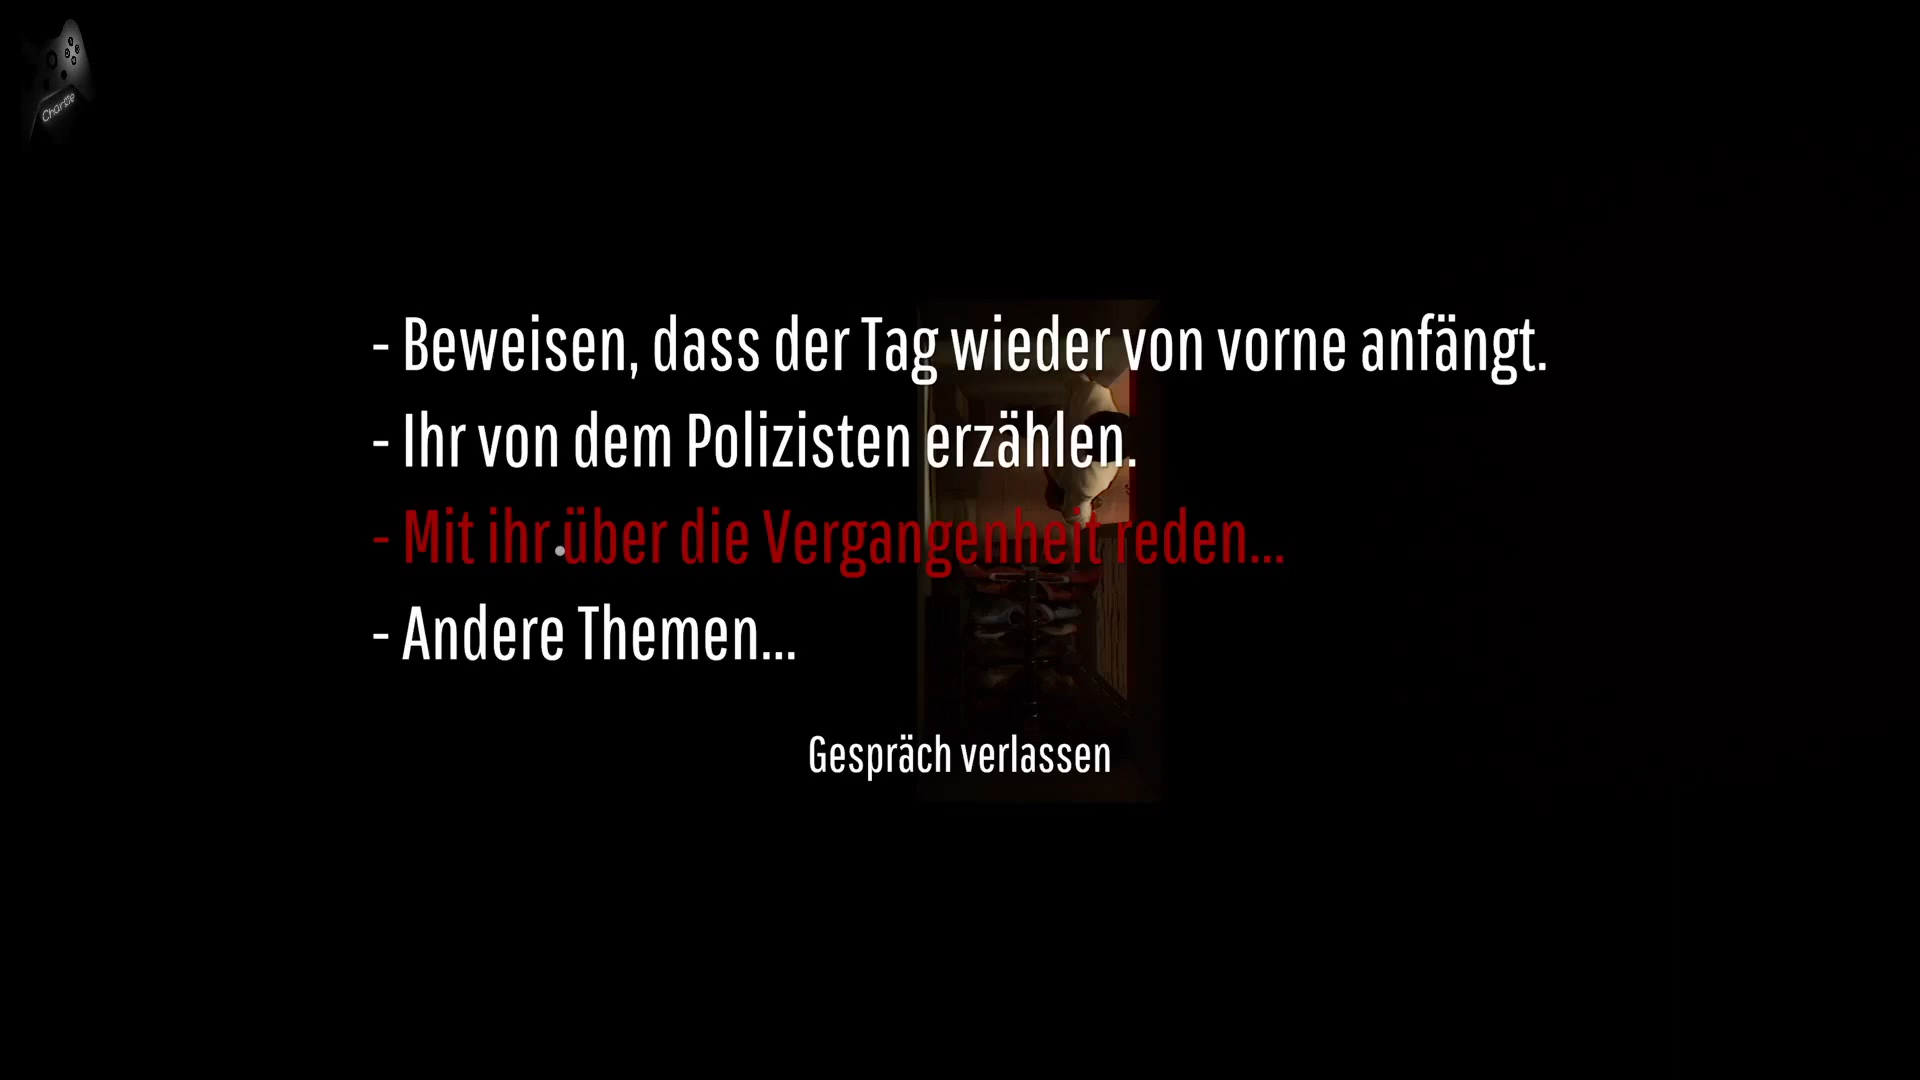 Charlie
- Beweisen, dass der Tag wieder von vorne anfängt.
- Ihr von dem Polizisten erzählen.
- Mit ihr über die Vergangenheit reden...
- Andere Themen...
Gespräch verlassen